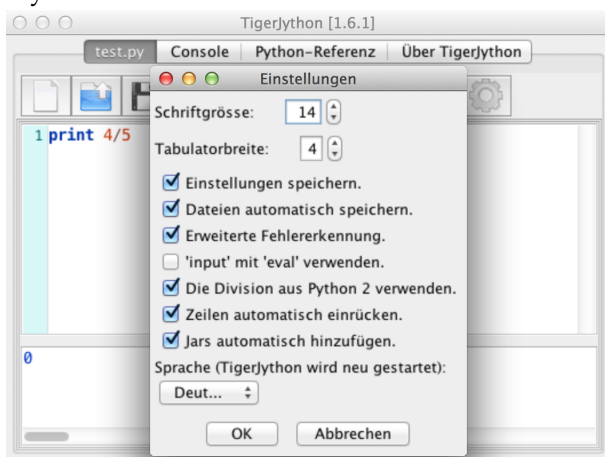 TigerJython [1.6.1]
test.py Console Python-Referenz Über TigerJython
Einstellungen
Schriftgrösse: 14
1 print 4/5
Tabulatorbreite: 4
Einstellungen speichern.
Dateien automatisch speichern.
Erweiterte Fehlererkennung.
'input' mit 'eval' verwenden.
Die Division aus Python 2 verwenden.
Zeilen automatisch einrücken.
Jars automatisch hinzufügen.
0
Sprache (TigerJython wird neu gestartet):
Deut...
OK Abbrechen